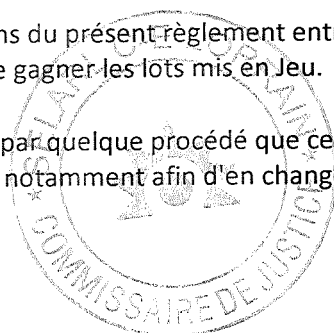 ns du présent règlement entr
e gagner les lots mis en Jeu.
par quelque procédé que ce
notamment afin d'en chang
COMMISSAIRE DE JUSTICE